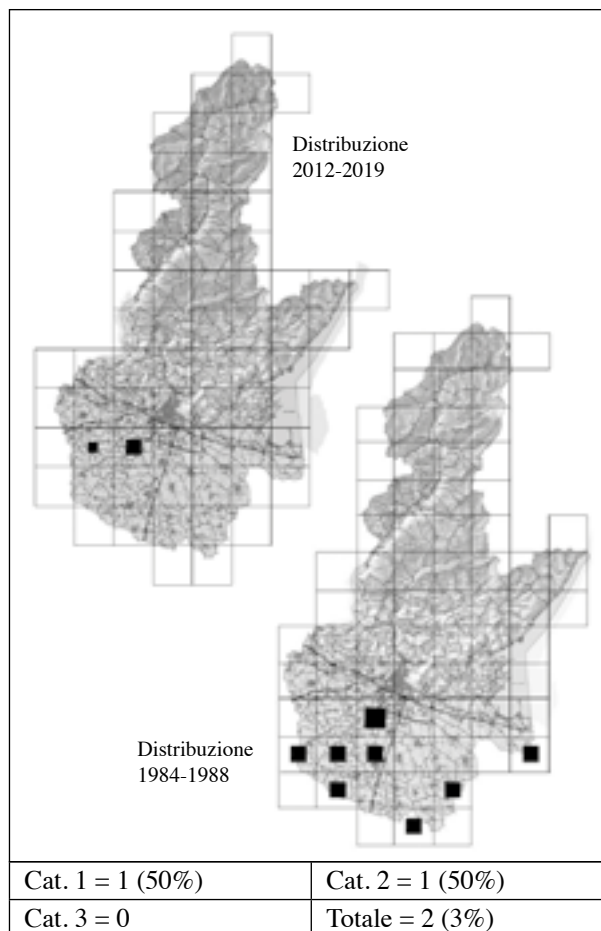 Distribuzione
2012-2019
Distribuzione
1984-1988
Cat. 1 = 1 (50%)
Cat. 2 = 1 (50%)
Cat. 3 = 0
Totale = 2 (3%)